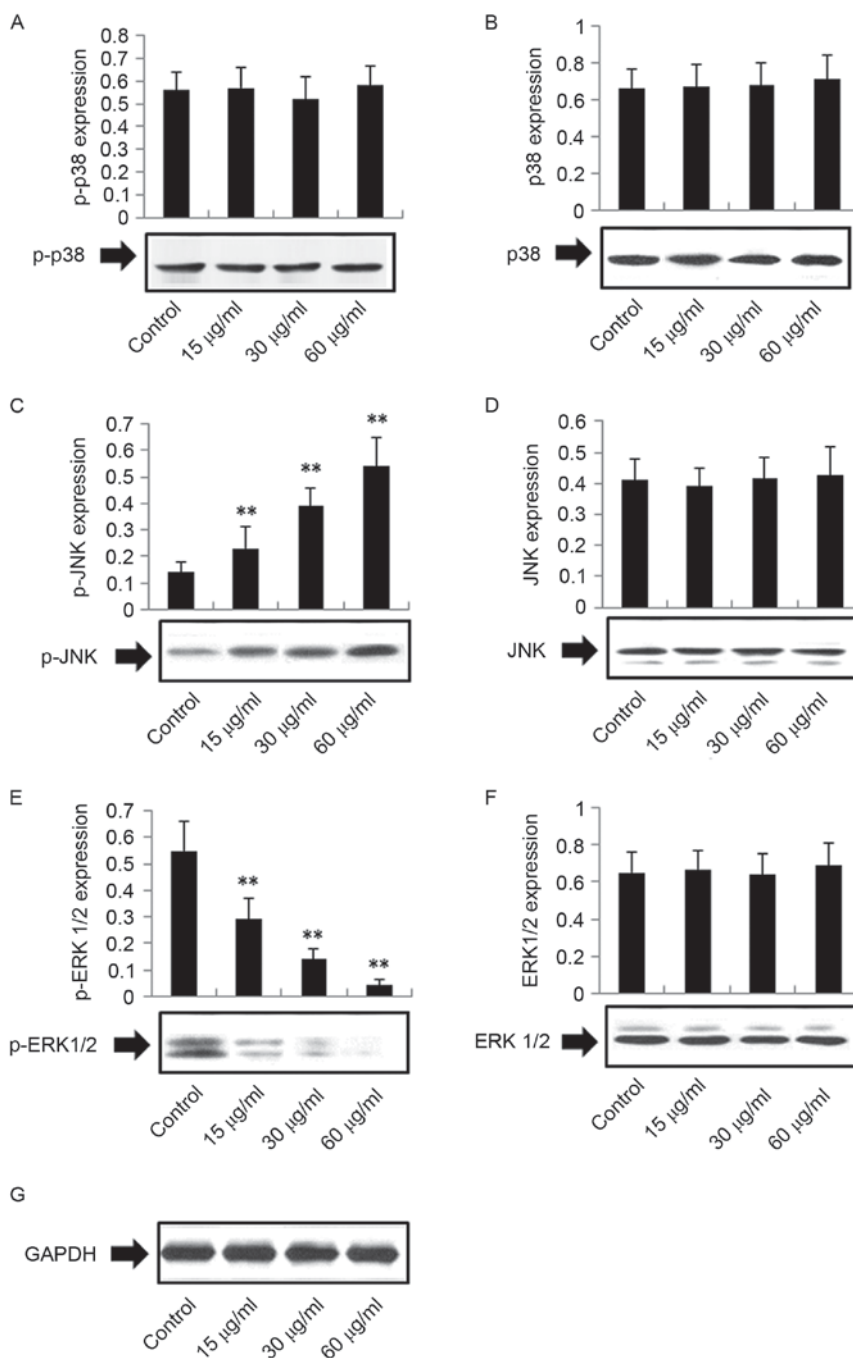 A
p-p38 expression
0.8
0.7
0.6
0.5
0.4
0.3
0.2
0.1
0
p-p38
Control
15 µg/ml
30 µg/ml
60 µg/ml
B
p38 expression
1
0.8
0.6
0.4
0.2
0
p38
Control
15 µg/ml
30 µg/ml
60 µg/ml
C
p-JNK expression
0.7
0.6
0.5
0.4
0.3
0.2
0.1
0
**
**
**
p-JNK
Control
15 µg/ml
30 µg/ml
60 µg/ml
D
JNK expression
0.6
0.5
0.4
0.3
0.2
0.1
0
JNK
Control
15 µg/ml
30 µg/ml
60 µg/ml
E
p-ERK 1/2 expression
0.7
0.6
0.5
0.4
0.3
0.2
0.1
0
**
**
**
p-ERK1/2
Control
15 µg/ml
30 µg/ml
60 µg/ml
F
ERK1/2 expression
1
0.8
0.6
0.4
0.2
0
ERK 1/2
Control
15 µg/ml
30 µg/ml
60 µg/ml
G
GAPDH
Control
15 µg/ml
30 µg/ml
60 µg/ml